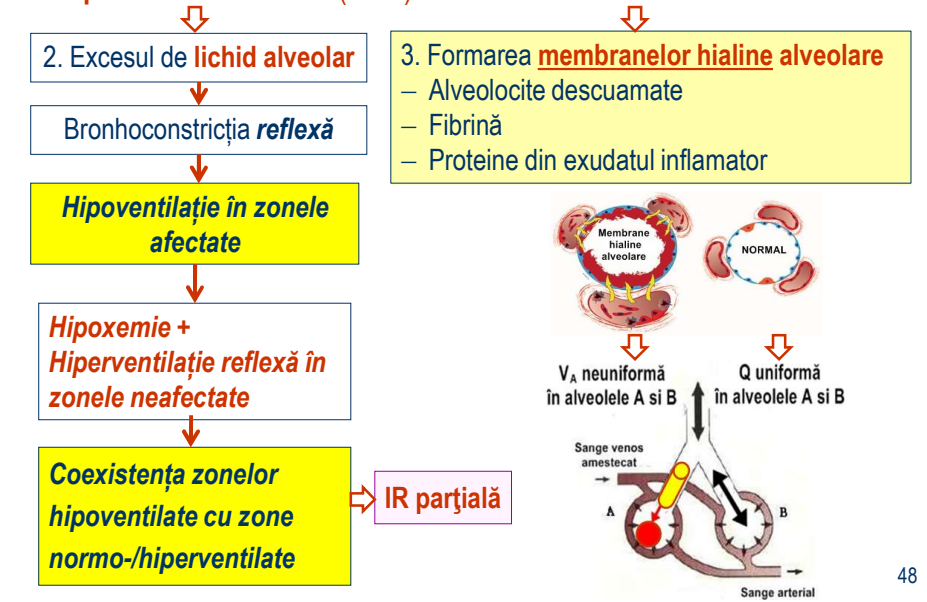 2. Excesul de lichid alveolar
Bronhoconstricția reflexă
Hipoventilație în zonele
afectate
Hipoxemie +
Hiperventilație reflexă în
zonele neafectate
Coexistența zonelor
hipoventilate cu zone
normo-/hiperventilate
IR parţială
3. Formarea membranelor hialine alveolare
– Alveolocite descuamate
– Fibrină
– Proteine din exudatul inflamator
Membrane
hialine
alveolare
NORMAL
VA neuniformă
în alveolele A si B
Q uniformă
în alveolele A si B
Sange venos
amestecat
A
B
Sange arterial
48